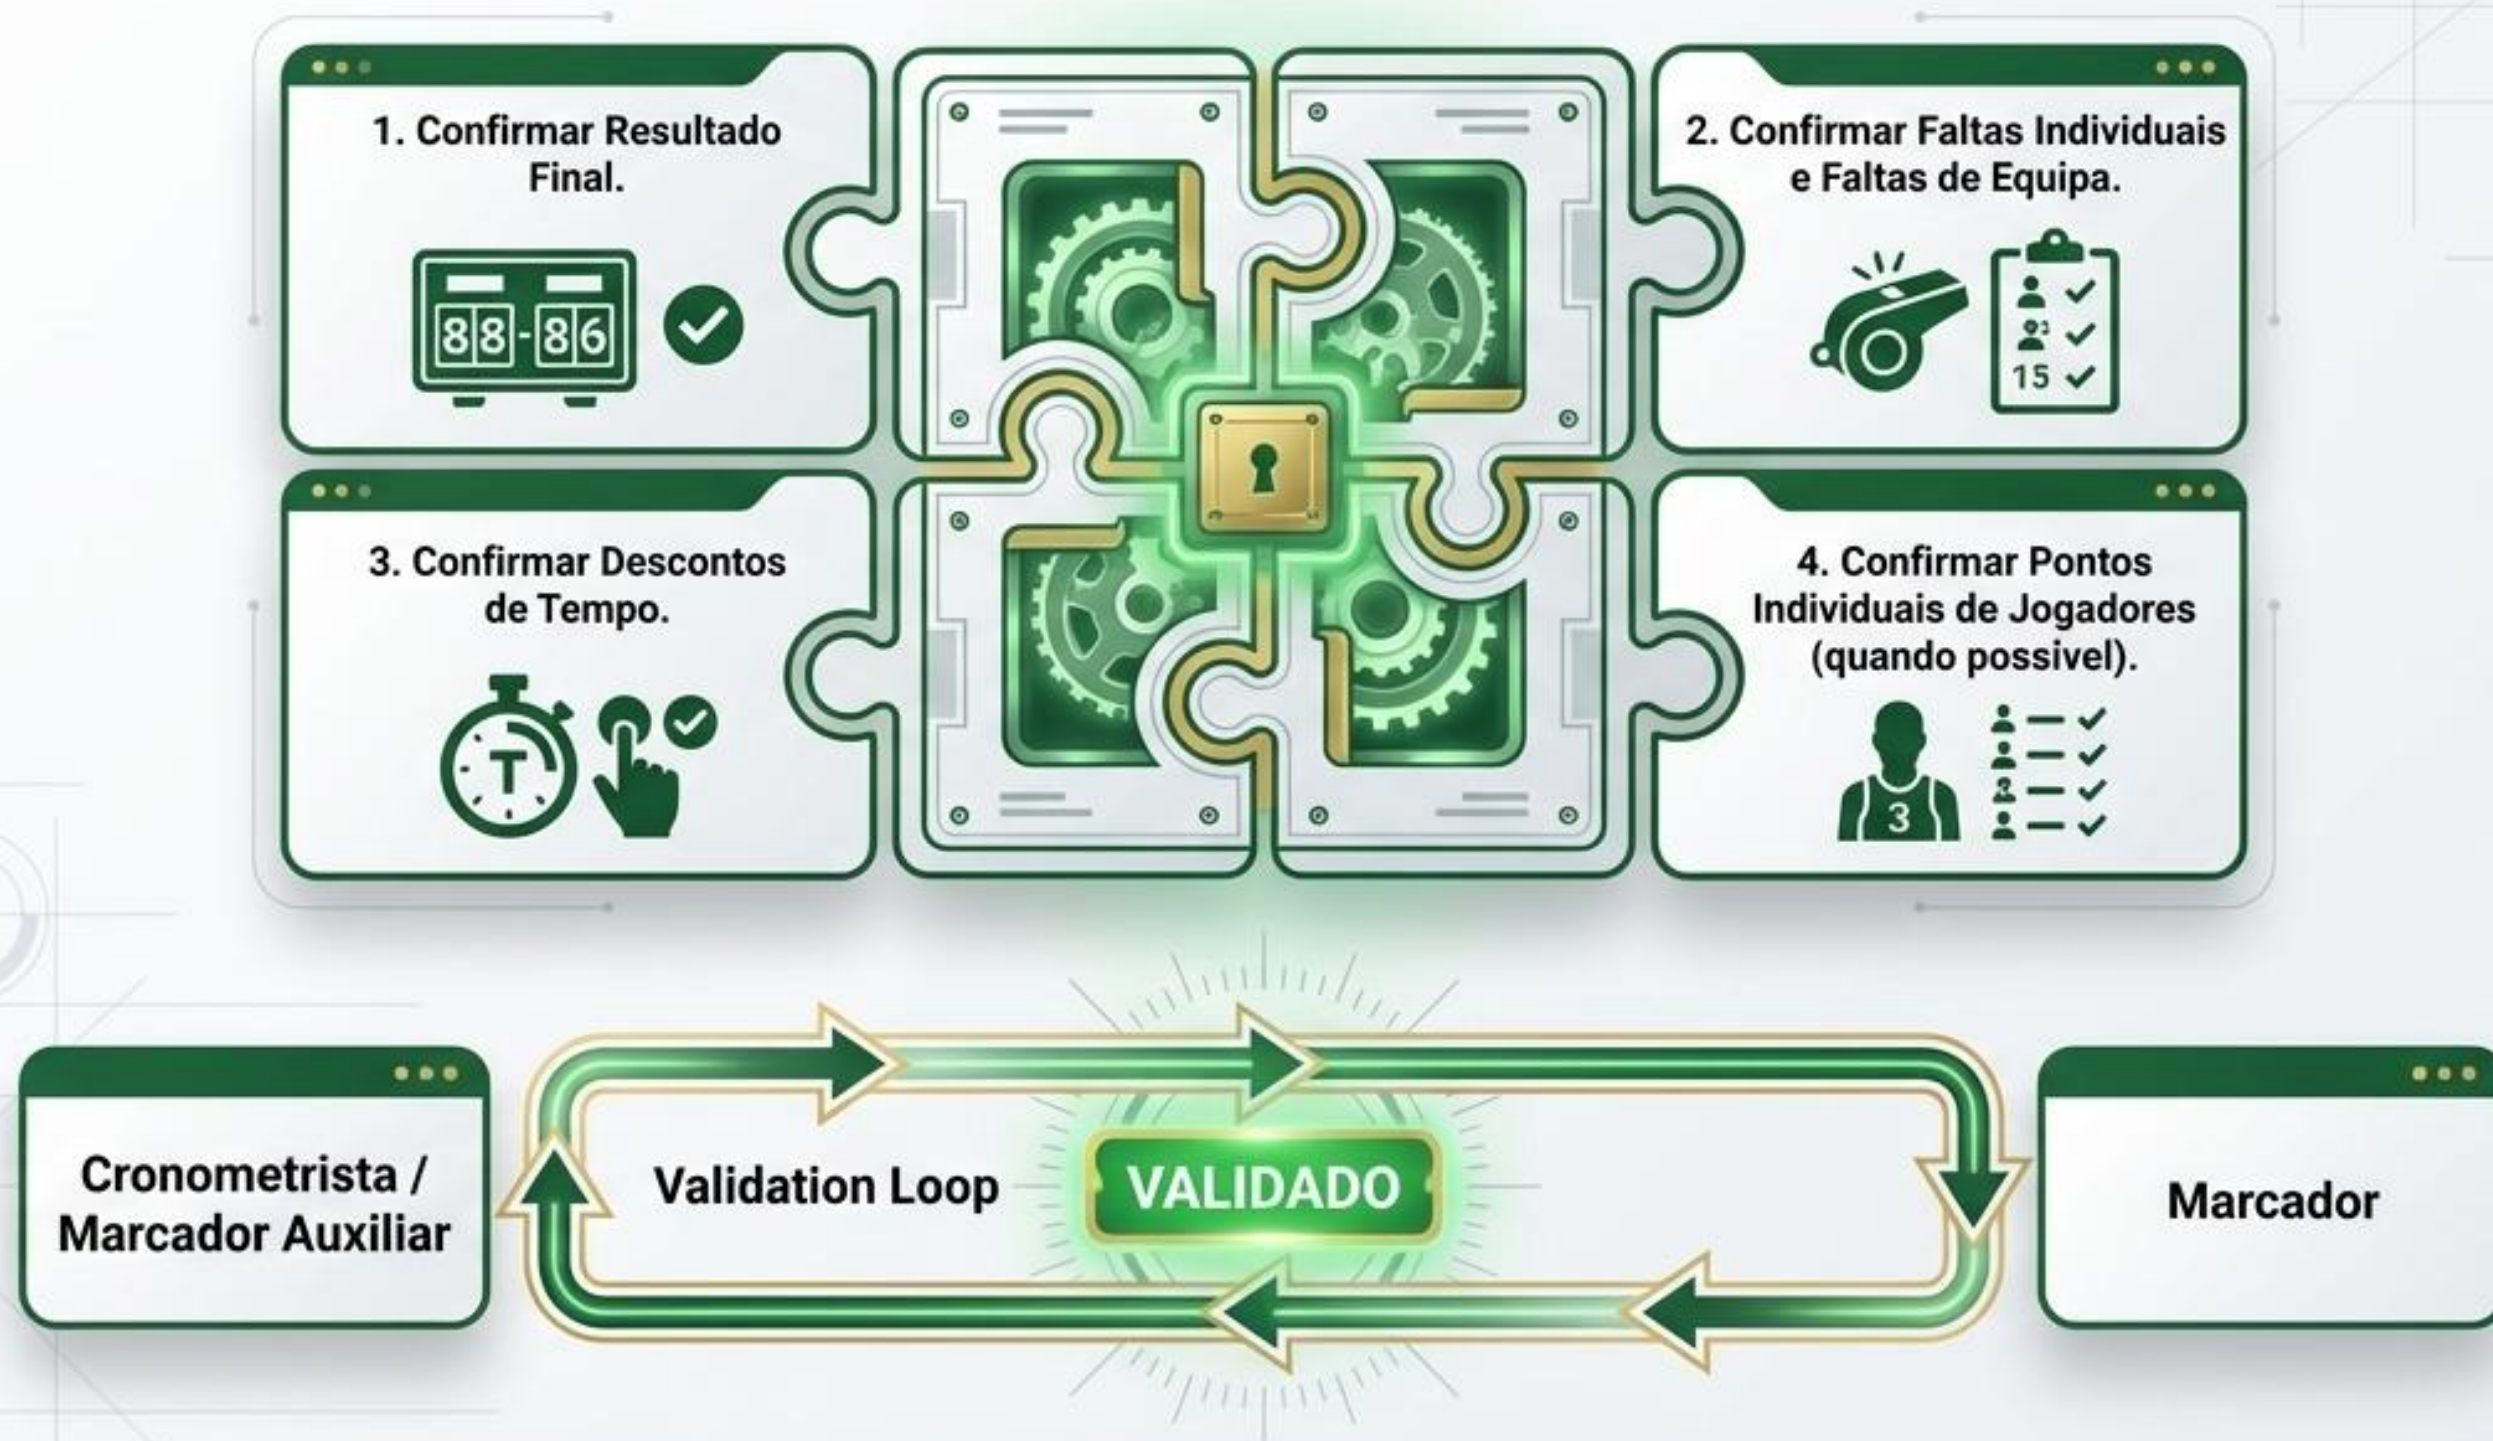 1. Confirmar Resultado
Final.
88-86
2. Confirmar Faltas Individuais
e Faltas de Equipa.
15
3. Confirmar Descontos
de Tempo.
T
4. Confirmar Pontos
Individuais de Jogadores
(quando possivel).
3
Cronometrista /
Marcador Auxiliar
Validation Loop
VALIDADO
Marcador